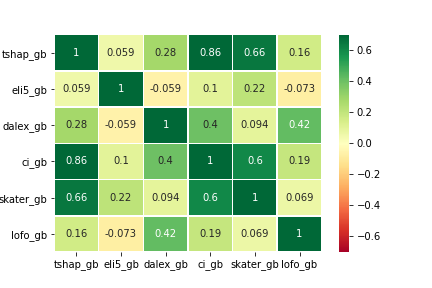 tshap_gb 1 0.059 0.28 0.86 0.66 0.16
eli5_gb 0.059 1 -0.059 0.1 0.22 -0.073
dalex_gb 0.28 -0.059 1 0.4 0.094 0.42
ci_gb 0.86 0.1 0.4 1 0.6 0.19
skater_gb 0.66 0.22 0.094 0.6 1 0.069
lofo_gb 0.16 -0.073 0.42 0.19 0.069 1
tshap_gb eli5_gb dalex_gb ci_gb skater_gb lofo_gb
0.6
0.4
0.2
0.0
−0.2
−0.4
−0.6